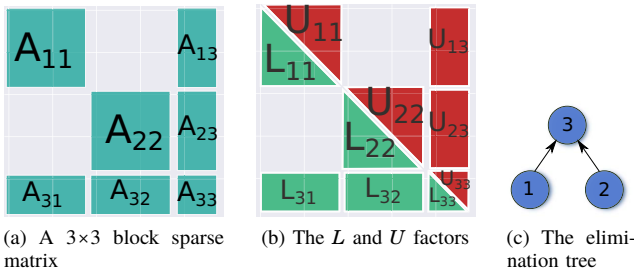 A11 A13
A22 A23
A31 A32 A33
(a) A 3×3 block sparse
matrix
U11 U13
L11
U22 U23
L22
L31 L32 U33
L33
(b) The L and U factors
3
1 2
(c) The elimi-
nation tree